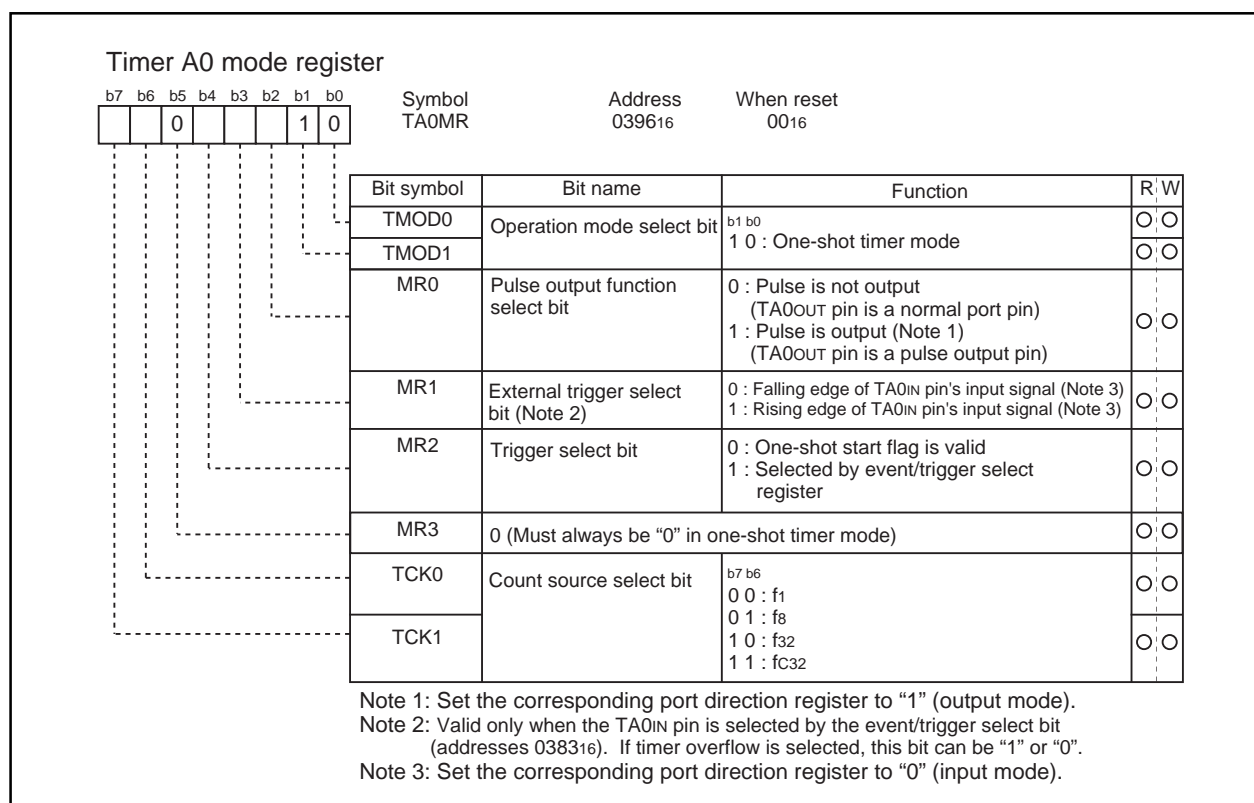 Timer A0 mode register
b7 b6 b5 b4 b3 b2 b1 b0
0 1 0
Symbol Address When reset
TA0MR 039616 0016
Bit symbol Bit name Function R W
TMOD0 Operation mode select bit b1 b0
1 0 : One-shot timer mode
TMOD1
MR0 Pulse output function select bit 0 : Pulse is not output
(TA0OUT pin is a normal port pin)
1 : Pulse is output (Note 1)
(TA0OUT pin is a pulse output pin)
MR1 External trigger select bit (Note 2) 0 : Falling edge of TA0IN pin's input signal (Note 3)
1 : Rising edge of TA0IN pin's input signal (Note 3)
MR2 Trigger select bit 0 : One-shot start flag is valid
1 : Selected by event/trigger select
register
MR3 0 (Must always be “0” in one-shot timer mode)
TCK0 Count source select bit b7 b6
0 0 : f1
0 1 : f8
TCK1 1 0 : f32
1 1 : fC32
Note 1: Set the corresponding port direction register to “1” (output mode).
Note 2: Valid only when the TA0IN pin is selected by the event/trigger select bit
(addresses 038316). If timer overflow is selected, this bit can be “1” or “0”.
Note 3: Set the corresponding port direction register to “0” (input mode).